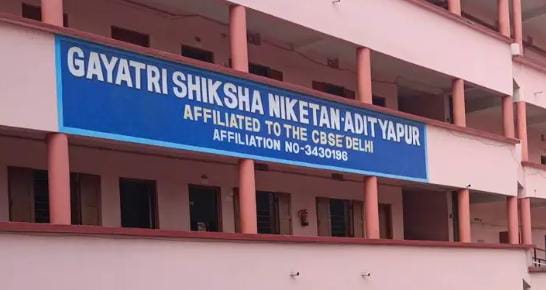 GAYATRI SHIKSHA NIKETAN-ADITYAPUR
AFFILIATED TO THE CBSE DELHI
AFFILIATION NO-3430196